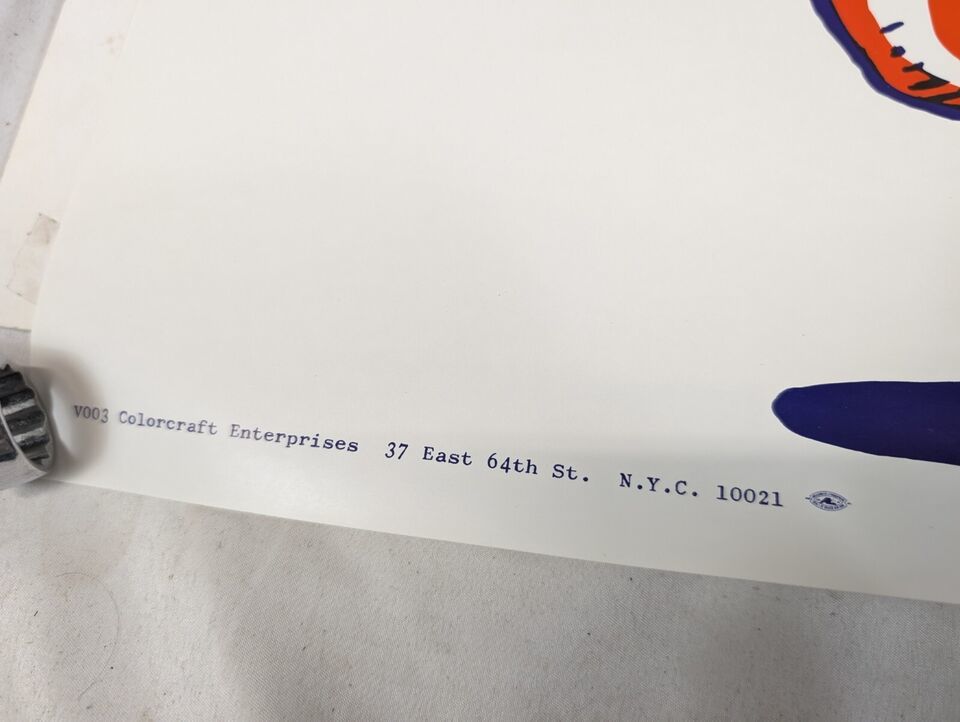 V003 Colorcraft Enterprises 37 East 64th St. N.Y.C. 10021